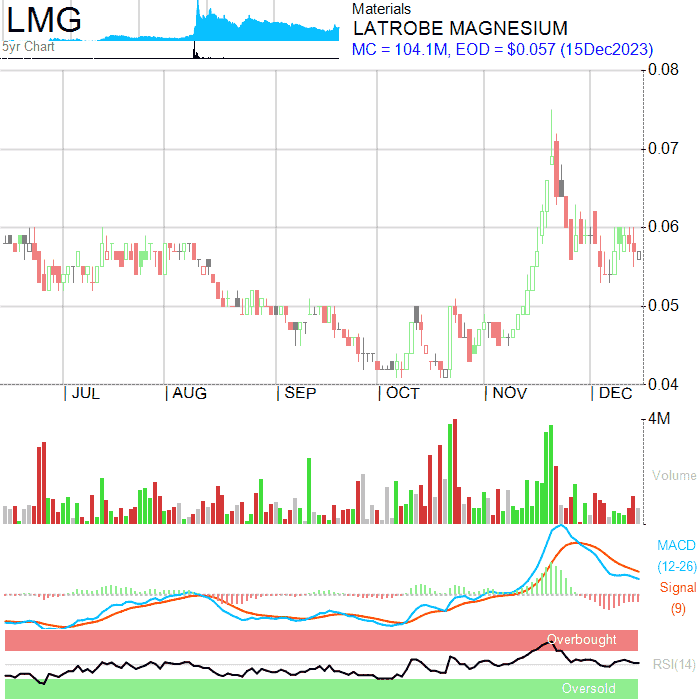 LMG
5yr Chart
Materials
LATROBE MAGNESIUM
MC = 104.1M, EOD = $0.057 (15Dec2023)
0.08
0.07
0.06
0.05
0.04
JUL AUG SEP OCT NOV DEC
4M
Volume
MACD
(12-26)
Signal
(9)
Overbought
RSI(14)
Oversold